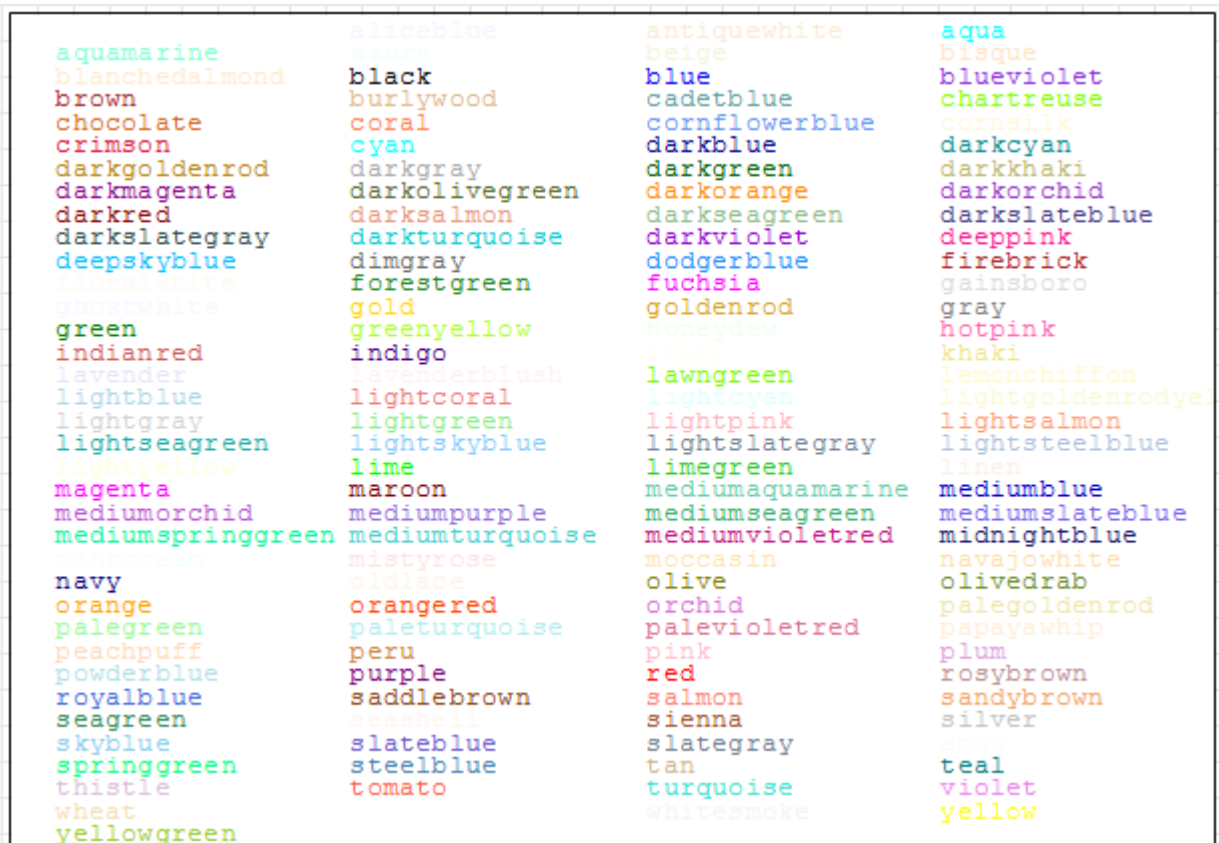 aliceblue antiquewhite aqua
aquamarine azure beige bisque
blanchedalmond black blue blueviolet
brown burlywood cadetblue chartreuse
chocolate coral cornflowerblue cornsilk
crimson cyan darkblue darkcyan
darkgoldenrod darkgray darkgreen darkkhaki
darkmagenta darkolivegreen darkorange darkorchid
darkred darksalmon darkseagreen darkslateblue
darkslategray darkturquoise darkviolet deeppink
deepskyblue dimgray dodgerblue firebrick
floralwhite forestgreen fuchsia gainsboro
ghostwhite gold goldenrod gray
green greenyellow honeydew hotpink
indianred indigo khaki
lavender lavenderblush lawngreen lemonchiffon
lightblue lightcoral lightcyan lightgoldenrodyel
lightgray lightgreen lightpink lightsalmon
lightseagreen lightskyblue lightslategray lightsteelblue
lightyellow lime limegreen linen
magenta maroon mediumaquamarine mediumblue
mediumorchid mediumpurple mediumseagreen mediumslateblue
mediumspringgreen mediumturquoise mediumvioletred midnightblue
mintcream mistyrose moccasin navajowhite
navy oldlace olive olivedrab
orange orangered orchid palegoldenrod
palegreen paleturquoise palevioletred papayawhip
peachpuff peru pink plum
powderblue purple red rosybrown
royalblue saddlebrown salmon sandybrown
seagreen seashell sienna silver
skyblue slateblue slategray snow
springgreen steelblue tan teal
thistle tomato turquoise violet
wheat whitesmoke yellow
yellowgreen